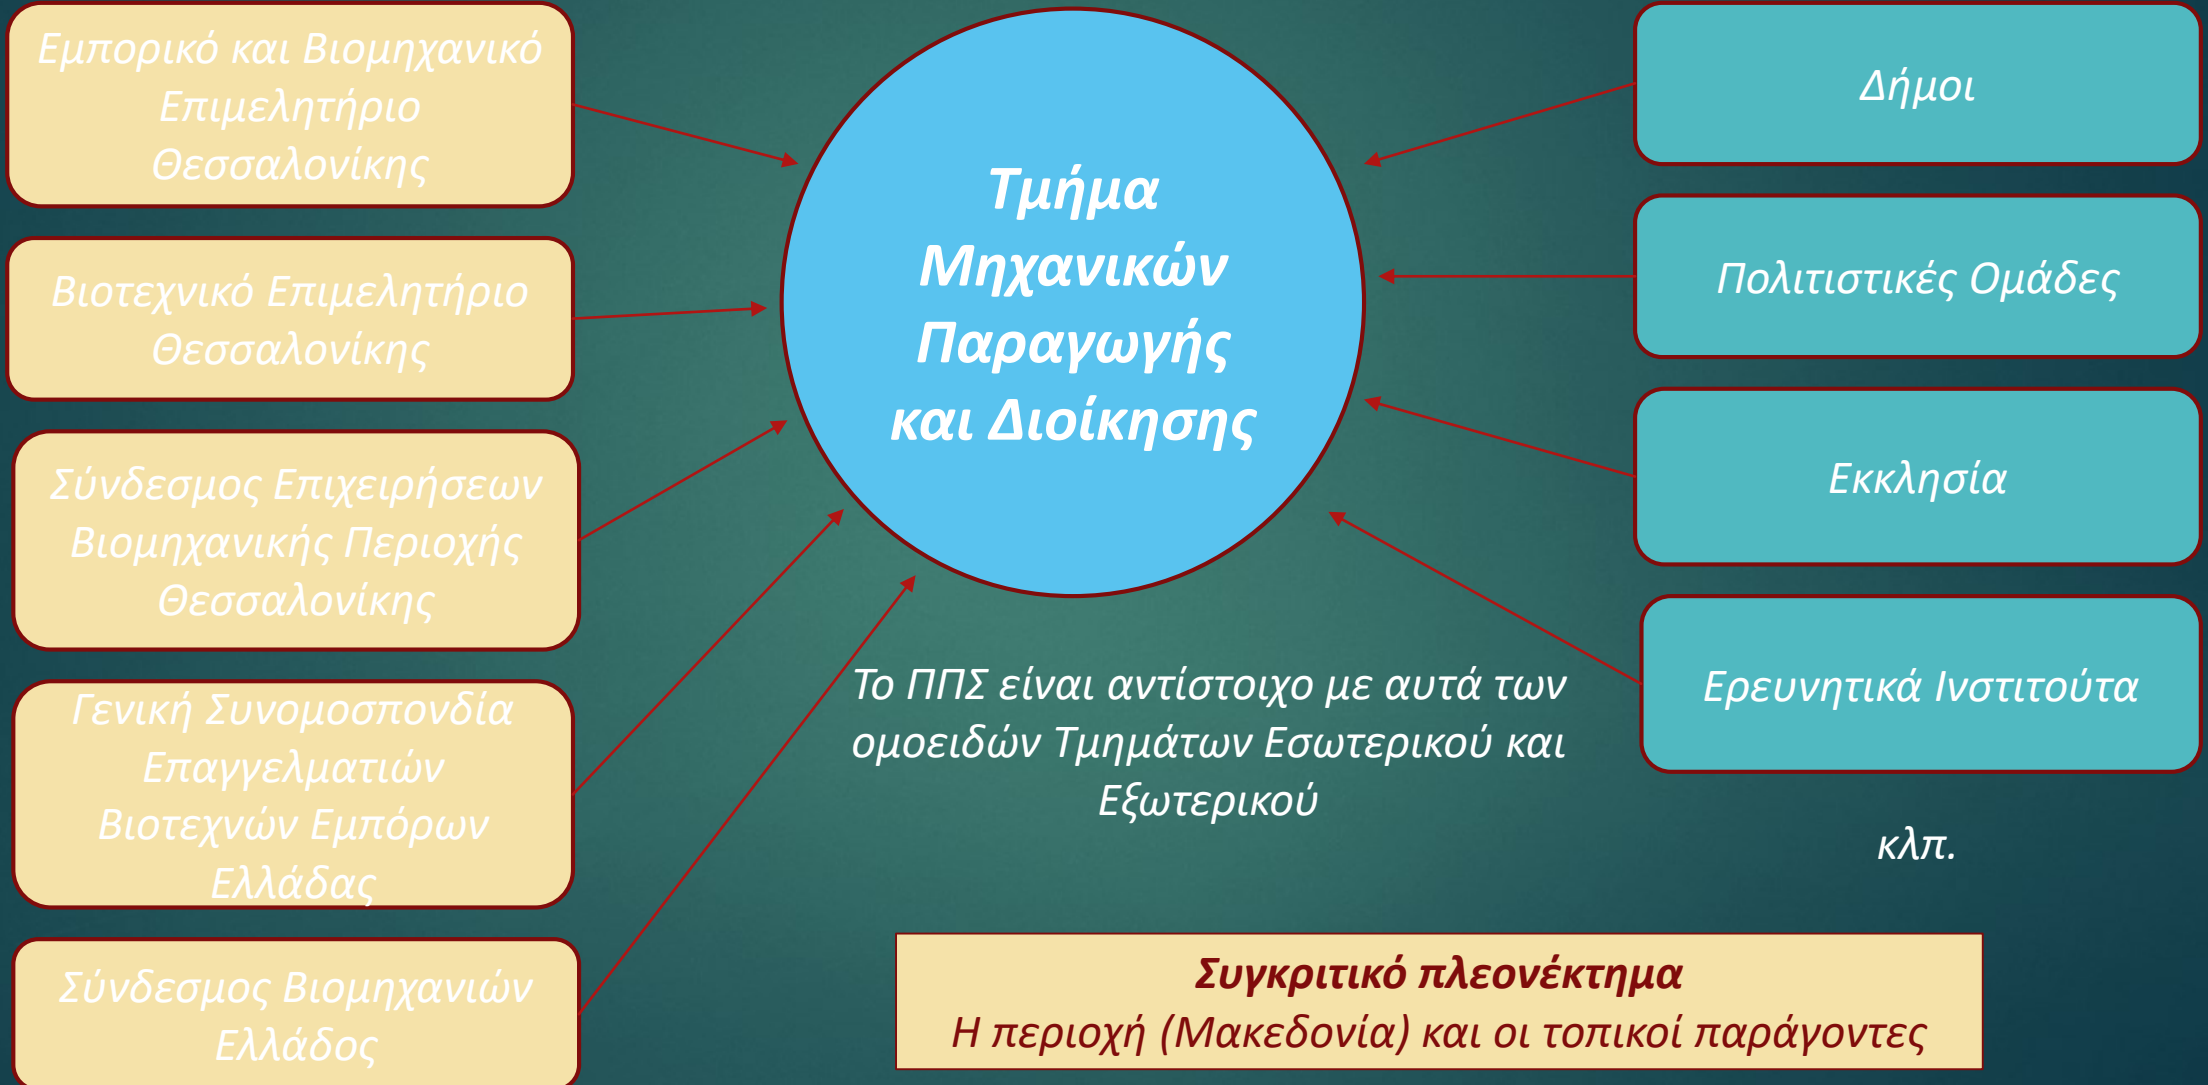 Εμπορικό και Βιομηχανικό
Επιμελητήριο
Θεσσαλονίκης
Βιοτεχνικό Επιμελητήριο
Θεσσαλονίκης
Σύνδεσμος Επιχειρήσεων
Βιομηχανικής Περιοχής
Θεσσαλονίκης
Γενική Συνομοσπονδία
Επαγγελματιών
Βιοτεχνών Εμπόρων
Ελλάδας
Σύνδεσμος Βιομηχανιών
Ελλάδος
Τμήμα
Μηχανικών
Παραγωγής
και Διοίκησης
Το ΠΠΣ είναι αντίστοιχο με αυτά των
ομοειδών Τμημάτων Εσωτερικού και
Εξωτερικού
Δήμοι
Πολιτιστικές Ομάδες
Εκκλησία
Ερευνητικά Ινστιτούτα
κλπ.
Συγκριτικό πλεονέκτημα
Η περιοχή (Μακεδονία) και οι τοπικοί παράγοντες